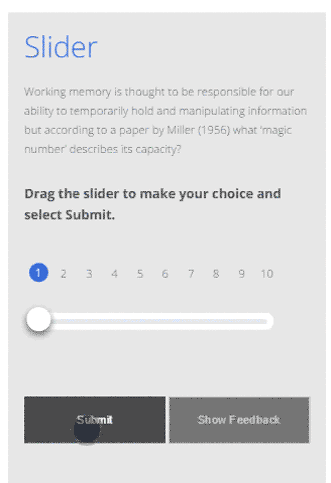 Slider
Working memory is thought to be responsible for our
ability to temporarily hold and manipulating information
but according to a paper by Miller (1956) what 'magic
number' describes its capacity?
Drag the slider to make your choice and
select Submit.
1 2 3 4 5 6 7 8 9 10
Submit Show Feedback